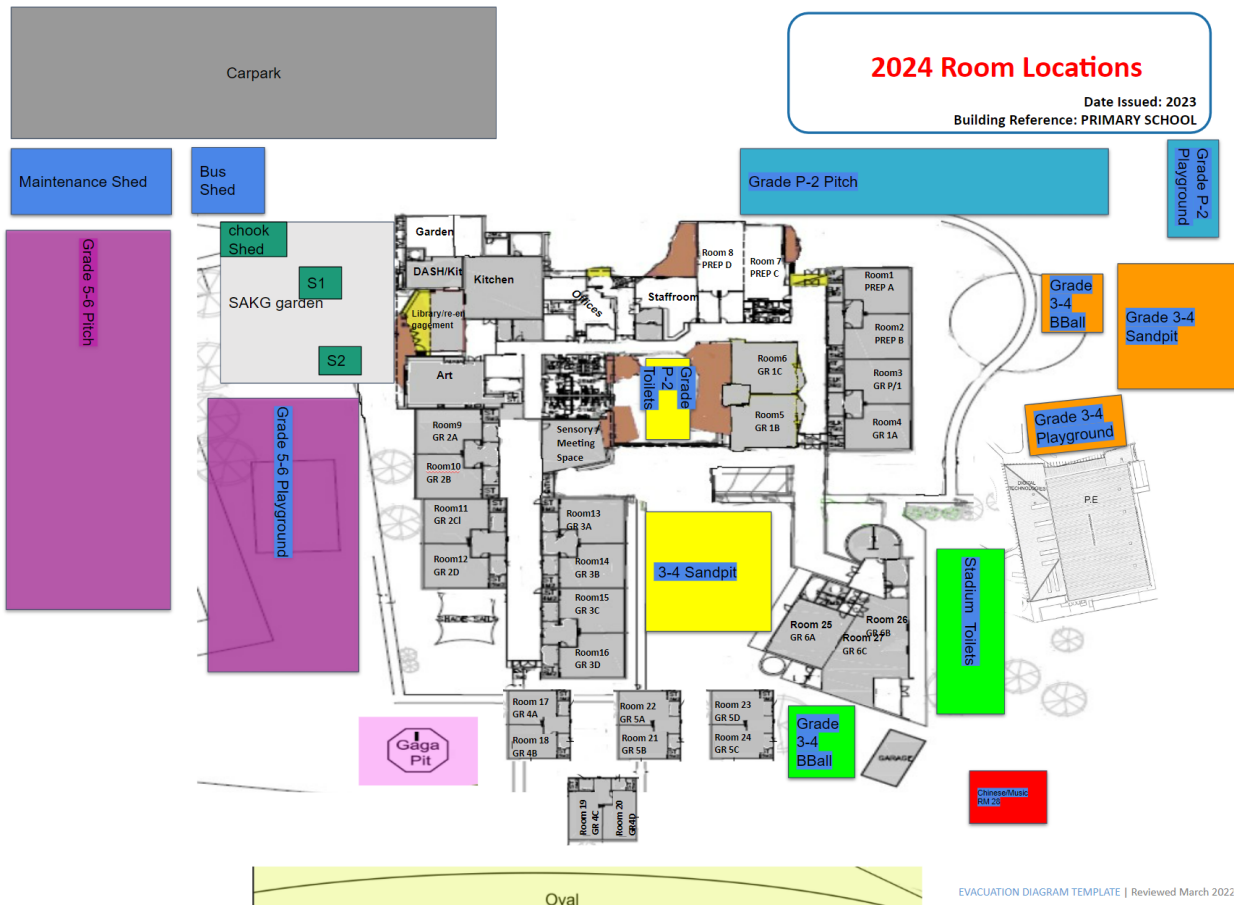 Carpark
2024 Room Locations
Date Issued: 2023
Building Reference: PRIMARY SCHOOL
Maintenance Shed
Bus
Shed
Grade P-2 Pitch
Grade P-2
Playground
chook
Shed
S1
SAKG garden
S2
Grade 5-6 Pitch
Grade 5-6 Playground
Garden
DASH/Kit
Kitchen
Library/re-en
gagement
Art
Offices
Staffroom
Room 8
PREP D
Room 7
PREP C
Room1
PREP A
Room2
PREP B
Room3
GR P/1
Room4
GR 1A
Room6
GR 1C
Room5
GR 1B
Grade
P-2
Toilets
Sensory /
Meeting
Space
Grade
3-4
BBall
Grade 3-4
Sandpit
Grade 3-4
Playground
DIGITAL
TECHNOLOGIES
P.E
Room9
GR 2A
Room10
GR 2B
Room11
GR 2CI
Room12
GR 2D
Room13
GR 3A
Room14
GR 3B
Room15
GR 3C
Room16
GR 3D
SHADE SAILS
3-4 Sandpit
Room 25
GR 6A
Room 26
GR 6B
Room 27
GR 6C
Stadium Toilets
Room 17
GR 4A
Room 18
GR 4B
Room 22
GR 5A
Room 21
GR 5B
Room 23
GR 5D
Room 24
GR 5C
Grade
3-4
BBall
GARAGE
Gaga
Pit
Room 19
GR 4C
Room 20
GR4D
Chinese/Music
RM 28
Oval
EVACUATION DIAGRAM TEMPLATE | Reviewed March 2022